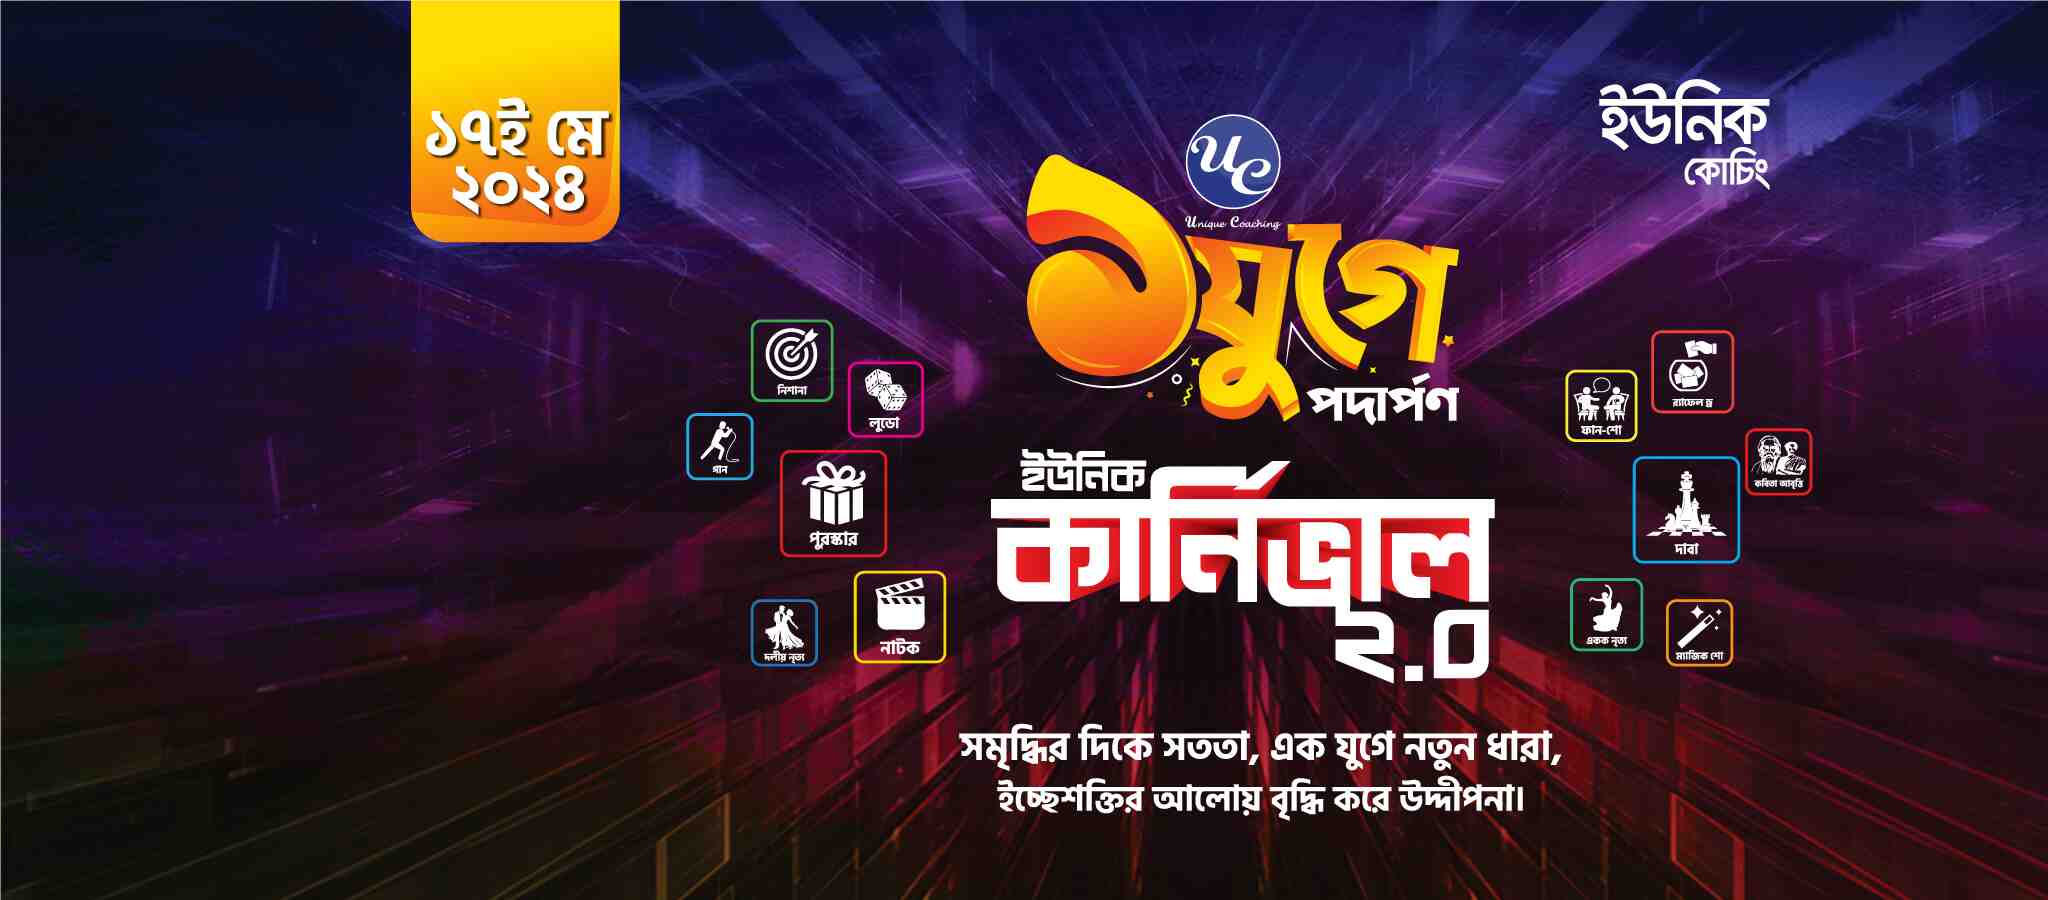 ১৭ই মে
২০২৪
ইউনিক
কোচিং
UC
Unique Coaching
১যুগে
পদার্পণ
ইউনিক
কার্নিভাল
২.০
নিশানা
লুডো
গান
পুরস্কার
দলীয় নৃত্য
নাটক
র‍্যাফেল ড্র
ফান-শো
কবিতা আবৃত্তি
দাবা
একক নৃত্য
ম্যাজিক শো
সমৃদ্ধির দিকে সততা, এক যুগে নতুন ধারা,
ইচ্ছেশক্তির আলোয় বৃদ্ধি করে উদ্দীপনা।